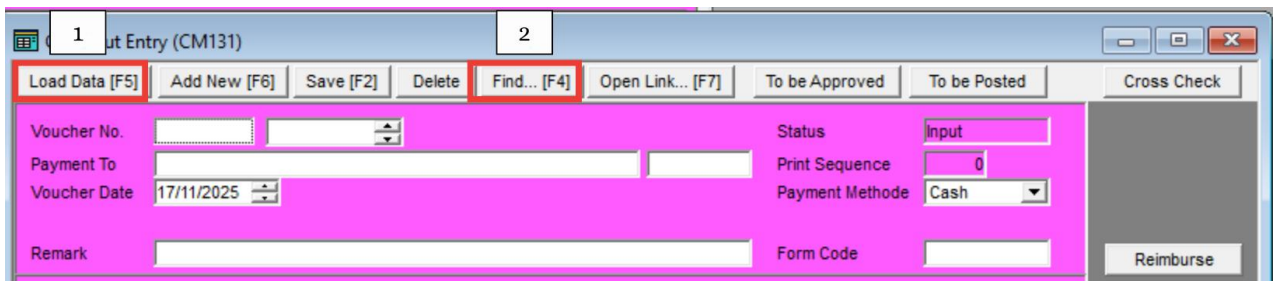 1
2
ut Entry (CM131)
Load Data [F5] Add New [F6] Save [F2] Delete Find... [F4] Open Link... [F7] To be Approved To be Posted Cross Check
Voucher No. Status Input
Payment To Print Sequence 0
Voucher Date 17/11/2025 Payment Methode Cash
Remark Form Code
Reimburse